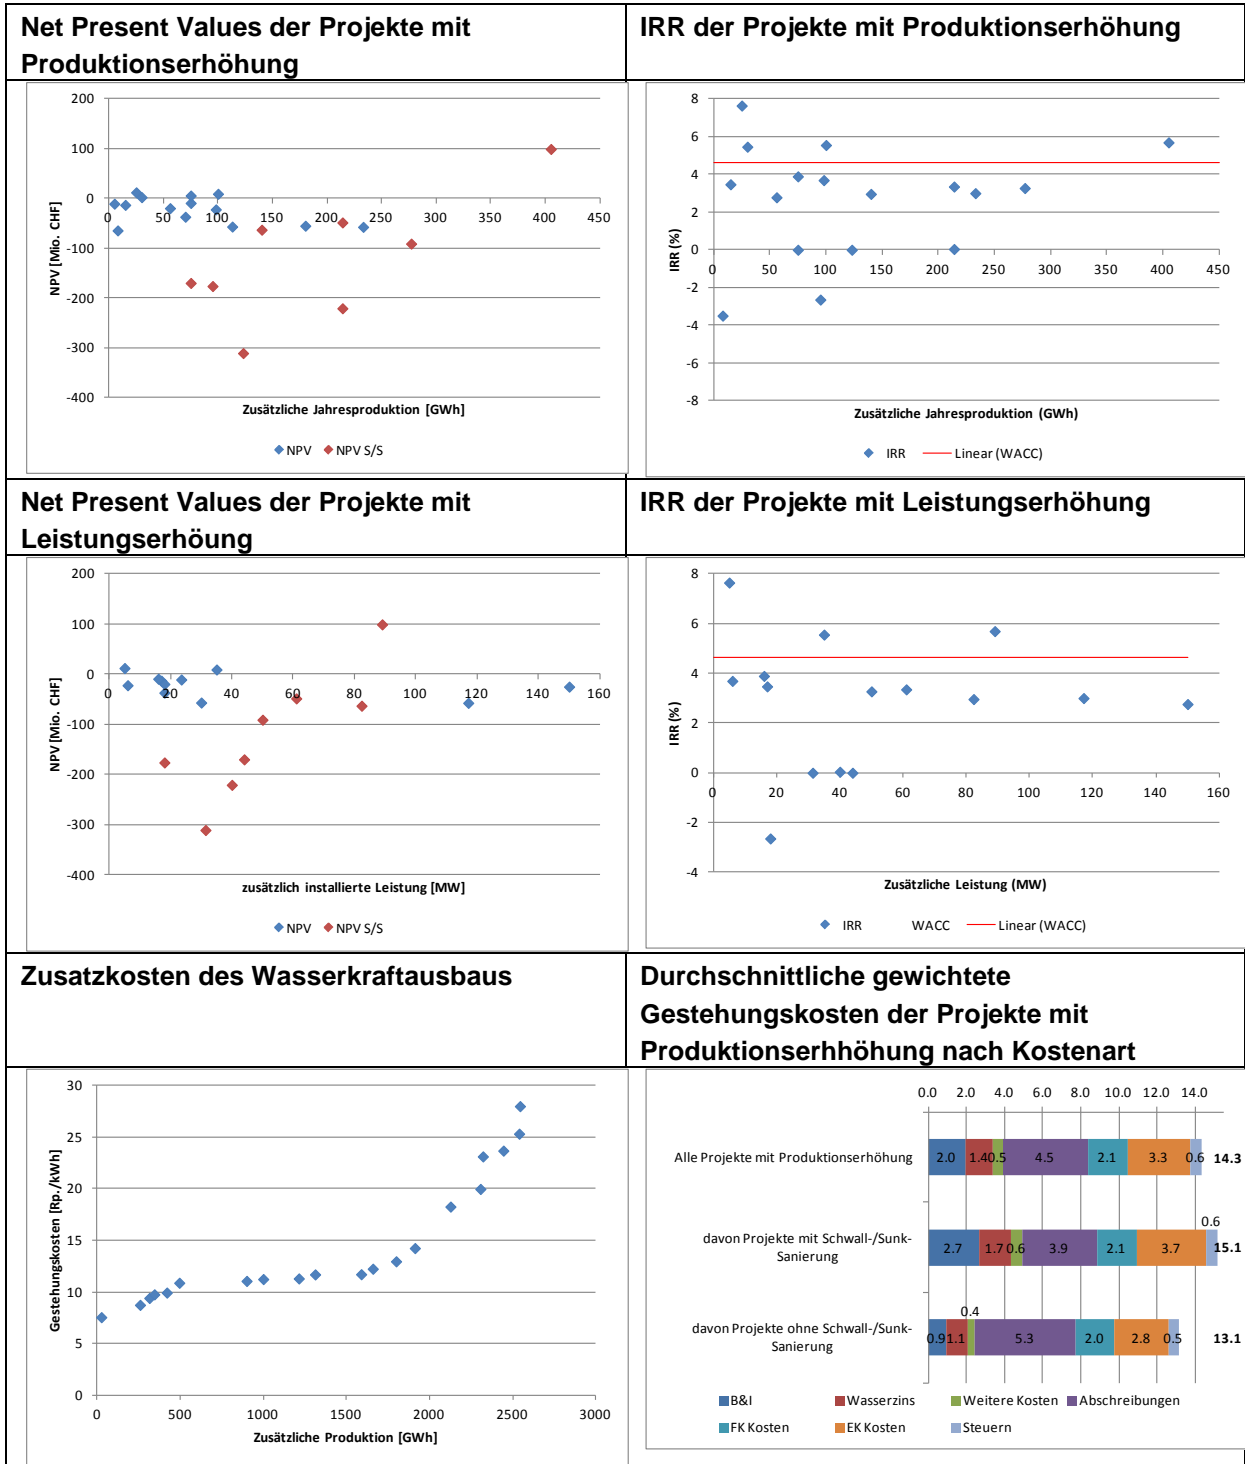 Net Present Values der Projekte mit
Produktionserhöhung
IRR der Projekte mit Produktionserhöhung
200
100
0
-100
-200
-300
-400
0 50 100 150 200 250 300 350 400 450
NPV [Mio. CHF]
Zusätzliche Jahresproduktion [GWh]
NPV NPV S/S
8
6
4
2
0
-2
-4
-6
-8
0 50 100 150 200 250 300 350 400 450
IRR (%)
Zusätzliche Jahresproduktion (GWh)
IRR Linear (WACC)
Net Present Values der Projekte mit
Leistungserhöung
IRR der Projekte mit Leistungserhöhung
200
100
0
-100
-200
-300
-400
0 20 40 60 80 100 120 140 160
NPV [Mio. CHF]
zusätzlich installierte Leistung [MW]
NPV NPV S/S
8
6
4
2
0
-2
-4
0 20 40 60 80 100 120 140 160
IRR (%)
Zusätzliche Leistung (MW)
IRR WACC Linear (WACC)
Zusatzkosten des Wasserkraftausbaus
Durchschnittliche gewichtete
Gestehungskosten der Projekte mit
Produktionserhhöhung nach Kostenart
30
25
20
15
10
5
0
0 500 1000 1500 2000 2500 3000
Gestehungskosten [Rp./kWh]
Zusätzliche Produktion [GWh]
0.0 2.0 4.0 6.0 8.0 10.0 12.0 14.0
Alle Projekte mit Produktionserhöhung
2.0 1.4 0.5 4.5 2.1 3.3 0.6 14.3
0.6
davon Projekte mit Schwall-/Sunk-
Sanierung
2.7 1.7 0.6 3.9 2.1 3.7 15.1
0.4
davon Projekte ohne Schwall-/Sunk-
Sanierung
0.9 1.1 5.3 2.0 2.8 0.5 13.1
B&I Wasserzins Weitere Kosten Abschreibungen
FK Kosten EK Kosten Steuern